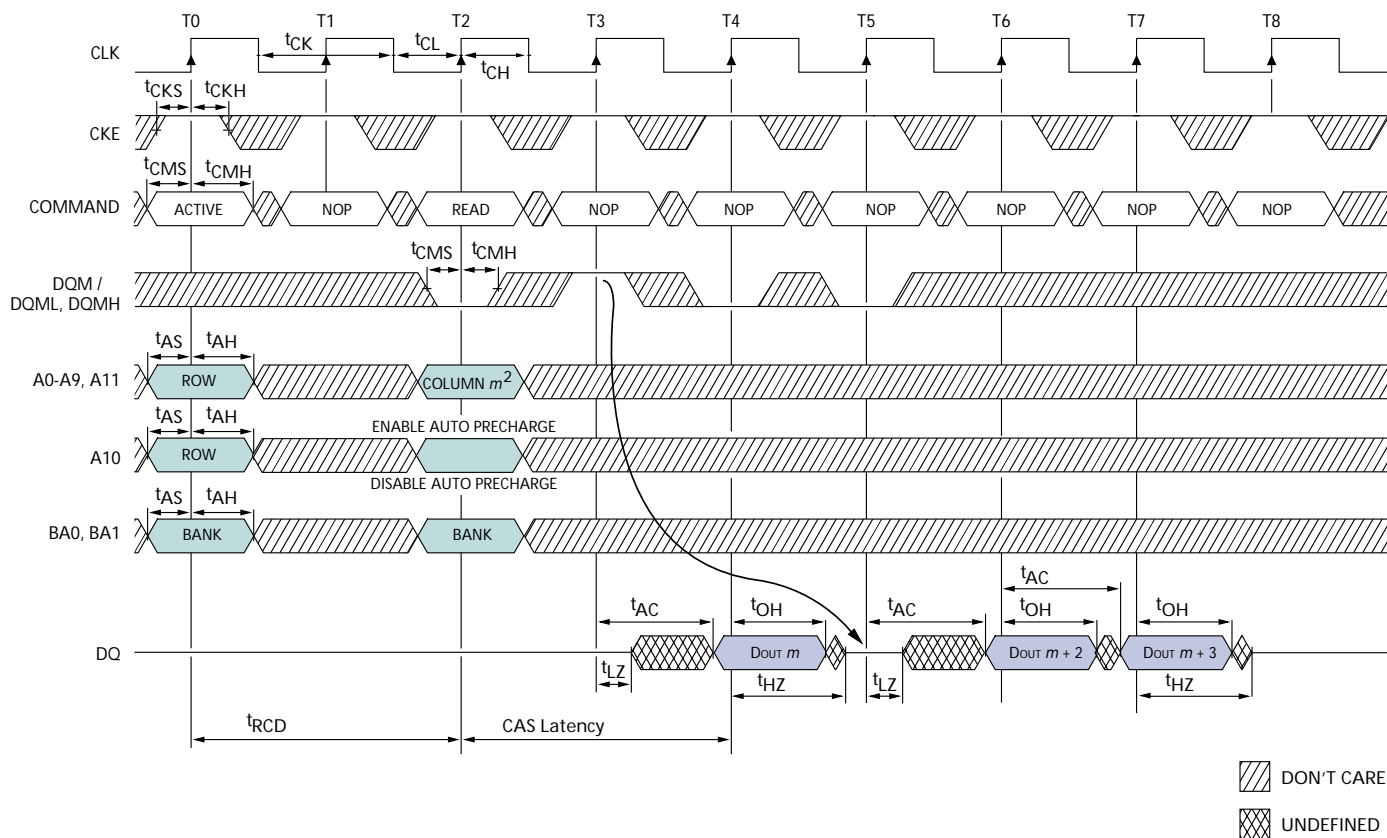 T0 T1 T2 T3 T4 T5 T6 T7 T8
CLK
tCK tCL
tCH
tCKS tCKH
CKE
tCMS tCMH
COMMAND ACTIVE NOP READ NOP NOP NOP NOP NOP NOP
tCMS tCMH
DQM /
DQML, DQMH
tAS tAH
A0-A9, A11 ROW COLUMN m2
tAS tAH ENABLE AUTO PRECHARGE
A10 ROW
DISABLE AUTO PRECHARGE
tAS tAH
BA0, BA1 BANK BANK
tAC
tAC tOH tAC tOH tOH
DQ DOUT m DOUT m + 2 DOUT m + 3
tLZ tHZ tLZ tHZ
tRCD CAS Latency
DON'T CARE
UNDEFINED